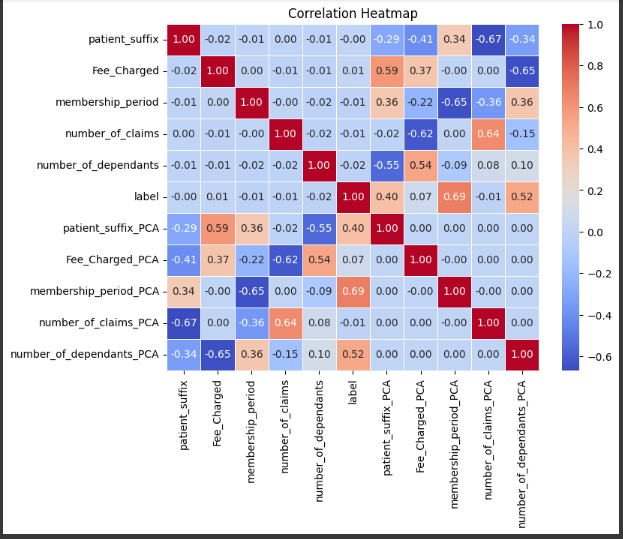 Correlation Heatmap
patient_suffix 1.00 -0.02 -0.01 0.00 -0.01 -0.00 -0.29 -0.41 0.34 -0.67 -0.34
Fee_Charged -0.02 1.00 0.00 -0.01 -0.01 0.01 0.59 0.37 -0.00 0.00 -0.65
membership_period -0.01 0.00 1.00 -0.00 -0.02 -0.01 0.36 -0.22 -0.65 -0.36 0.36
number_of_claims 0.00 -0.01 -0.00 1.00 -0.02 -0.01 -0.02 -0.62 0.00 0.64 -0.15
number_of_dependants -0.01 -0.01 -0.02 -0.02 1.00 -0.02 -0.55 0.54 -0.09 0.08 0.10
label -0.00 0.01 -0.01 -0.01 -0.02 1.00 0.40 0.07 0.69 -0.01 0.52
patient_suffix_PCA -0.29 0.59 0.36 -0.02 -0.55 0.40 1.00 0.00 0.00 0.00 0.00
Fee_Charged_PCA -0.41 0.37 -0.22 -0.62 0.54 0.07 0.00 1.00 -0.00 0.00 0.00
membership_period_PCA 0.34 -0.00 -0.65 0.00 -0.09 0.69 0.00 -0.00 1.00 -0.00 0.00
number_of_claims_PCA -0.67 0.00 -0.36 0.64 0.08 -0.01 0.00 0.00 -0.00 1.00 0.00
number_of_dependants_PCA -0.34 -0.65 0.36 -0.15 0.10 0.52 0.00 0.00 0.00 0.00 1.00
patient_suffix
Fee_Charged
membership_period
number_of_claims
number_of_dependants
label
patient_suffix_PCA
Fee_Charged_PCA
membership_period_PCA
number_of_claims_PCA
number_of_dependants_PCA
1.0
0.8
0.6
0.4
0.2
0.0
-0.2
-0.4
-0.6